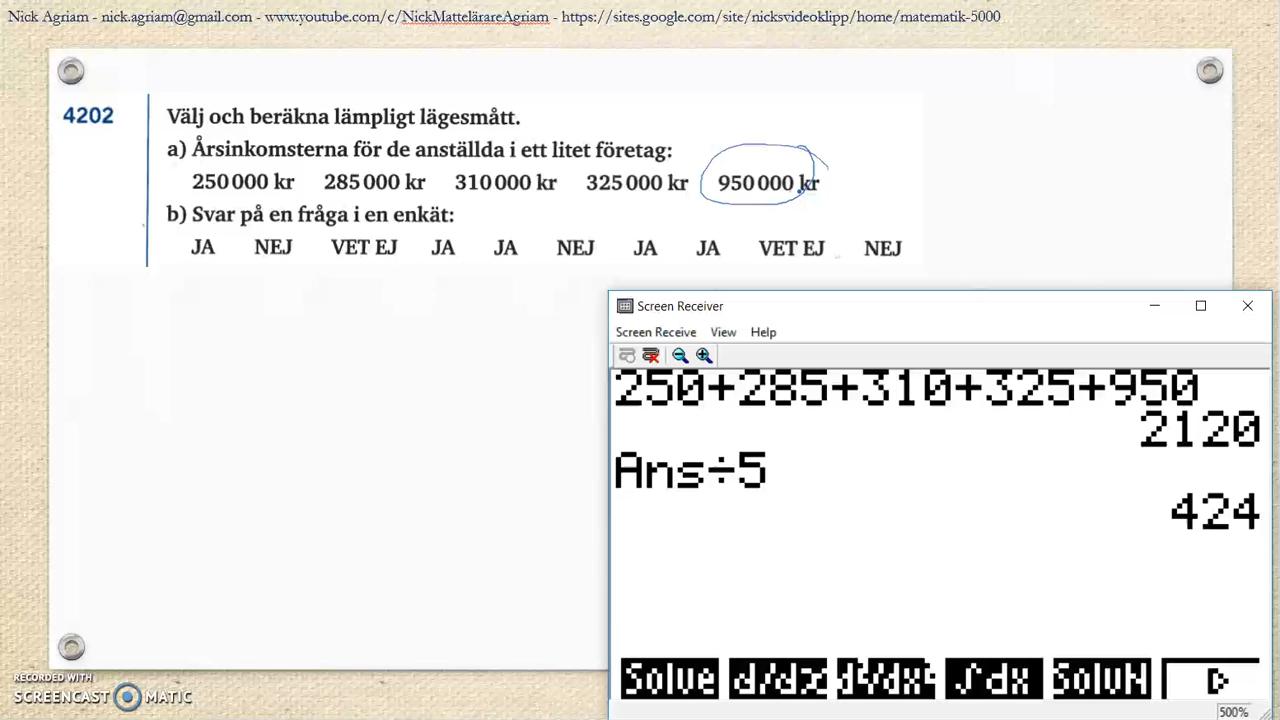 Nick Agriam - nick.agriam@gmail.com - www.youtube.com/c/NickMattelärareAgriam - https://sites.google.com/site/nicksvideoklipp/home/matematik-5000
4202 Välj och beräkna lämpligt lägesmått.
a) Årsinkomsterna för de anställda i ett litet företag:
250 000 kr 285 000 kr 310 000 kr 325 000 kr 950 000 kr
b) Svar på en fråga i en enkät:
JA NEJ VET EJ JA JA NEJ JA JA VET EJ NEJ
Screen Receiver
Screen Receive View Help
250+285+310+325+950
2120
Ans÷5
424
Solve d/dx d²/dx² ∫dx SolvN
500%
RECORDED WITH
SCREENCAST MATIC